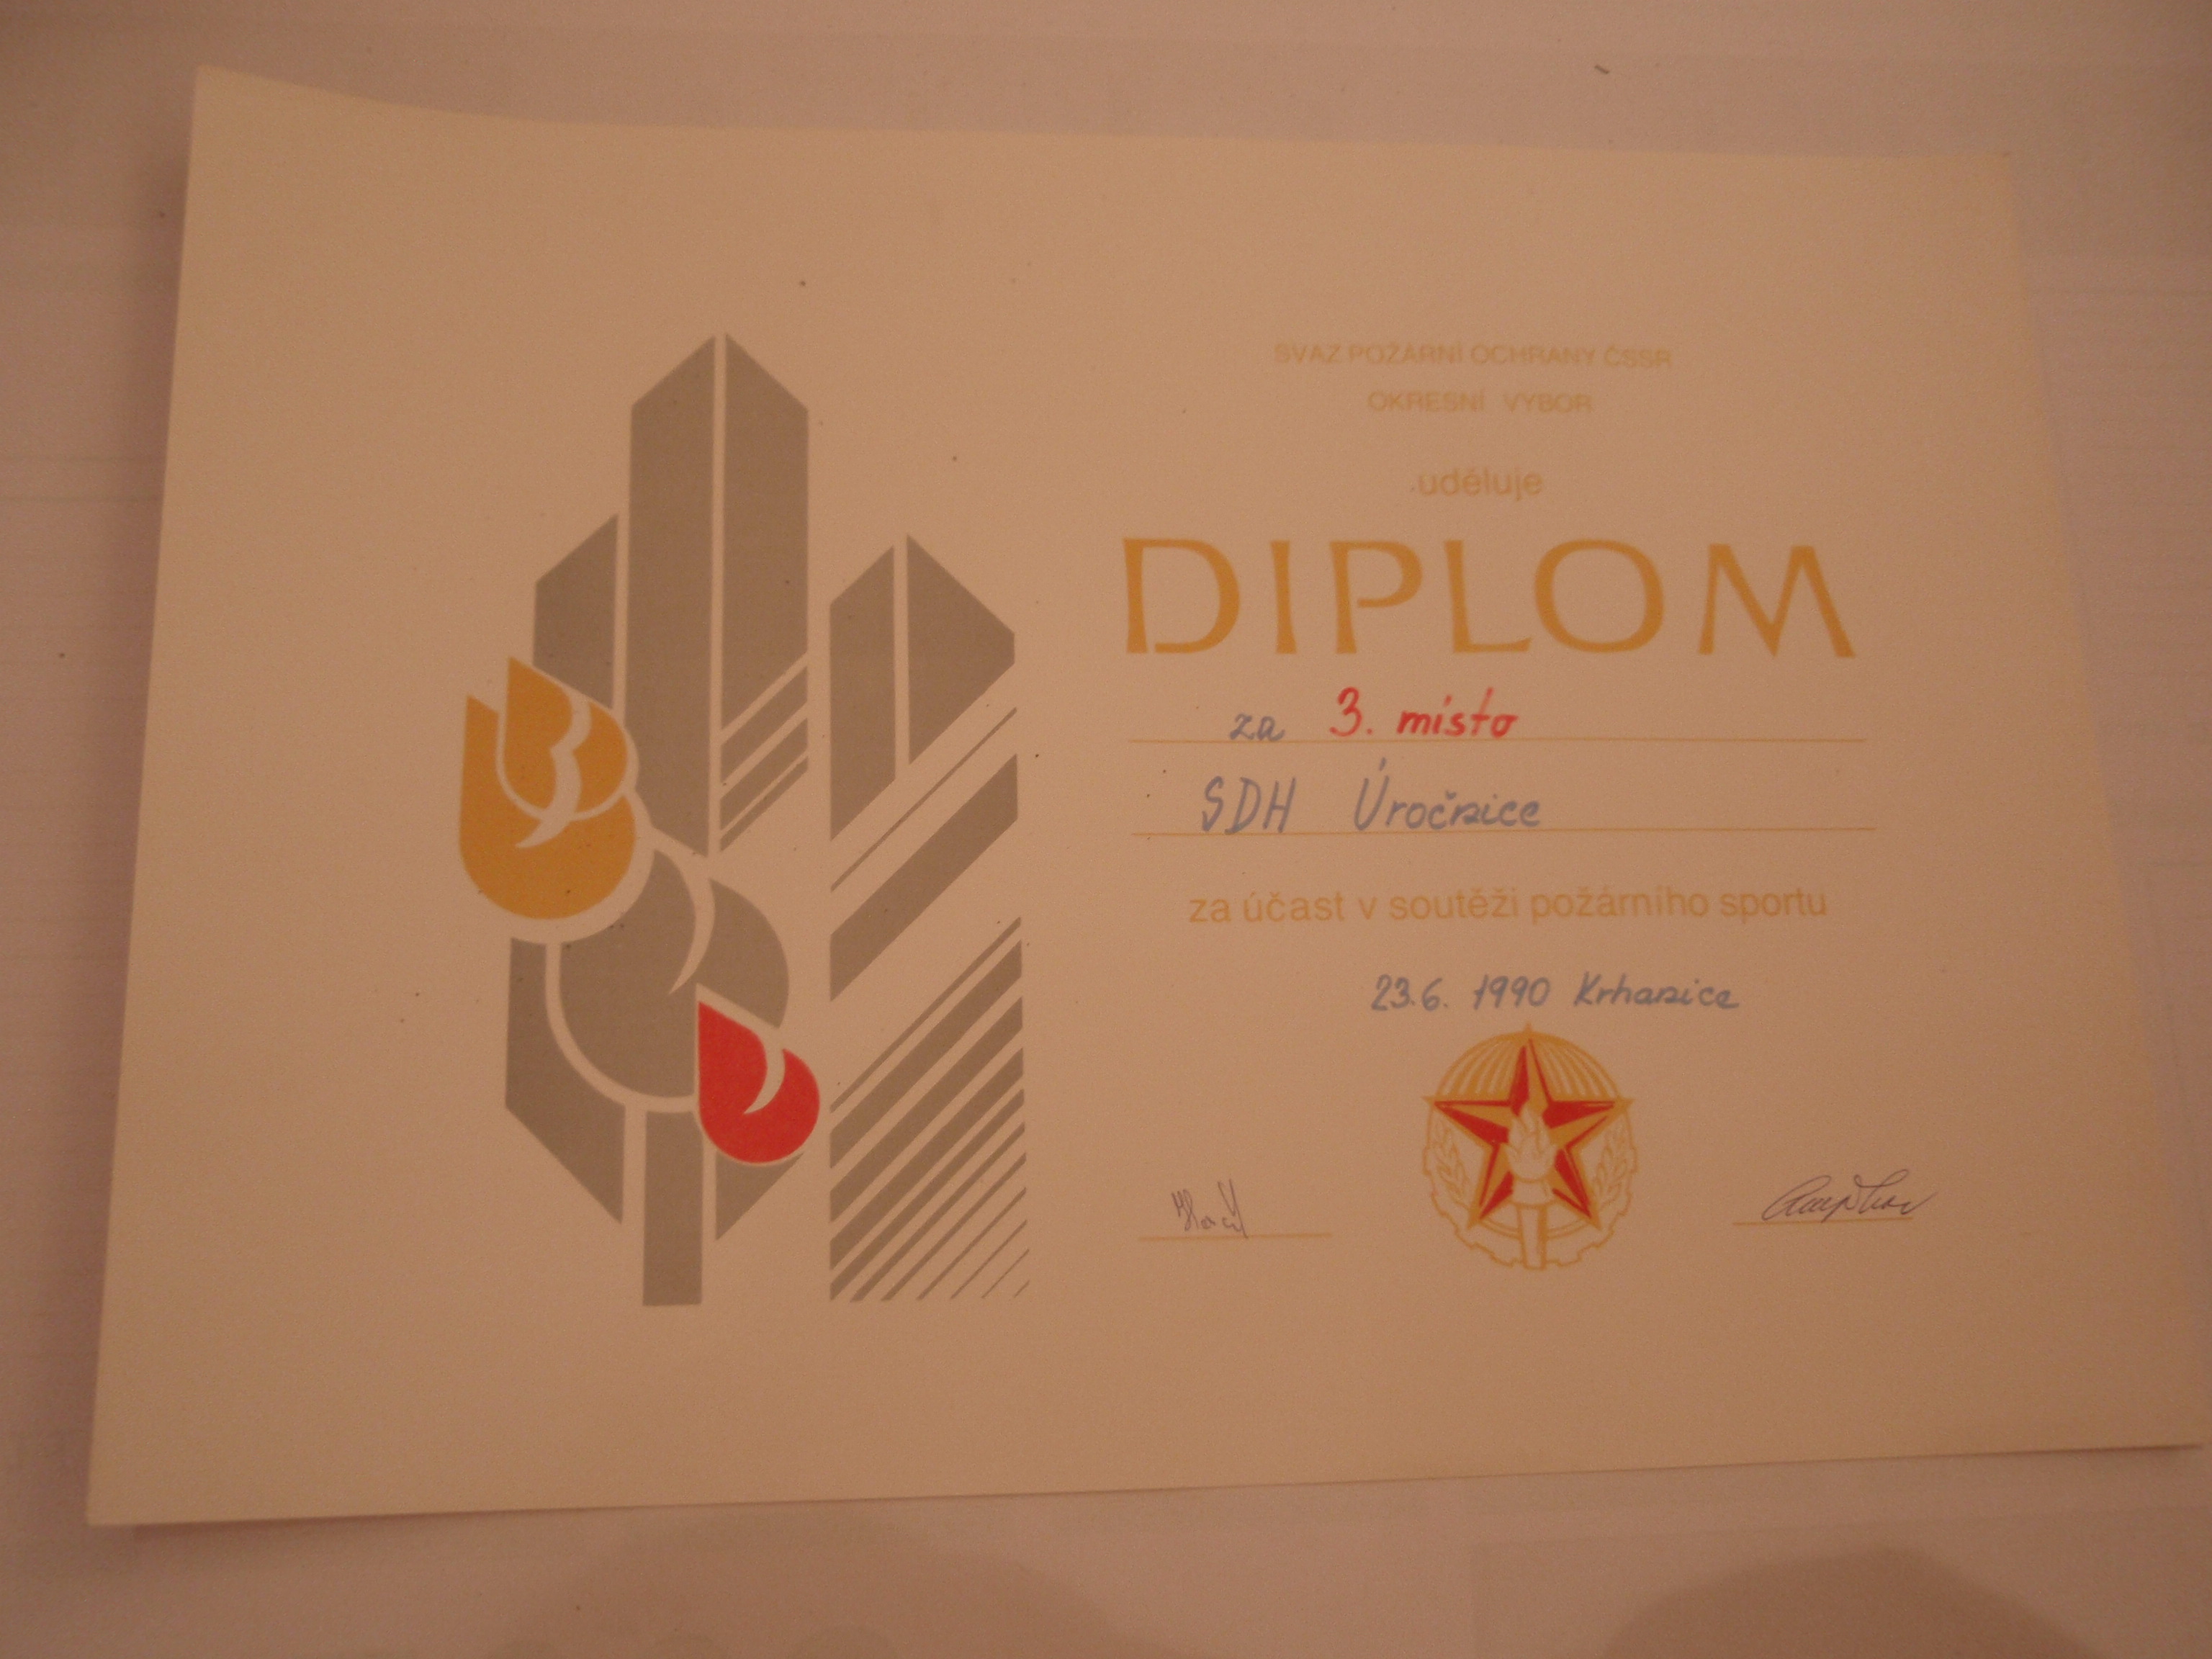 SVAZ POŽÁRNÍ OCHRANY ČSSR
OKRESNÍ VÝBOR
uděluje
DIPLOM
za 3. místo
SDH Úročnice
za účast v soutěži požárního sportu
23.6. 1990 Krhanice